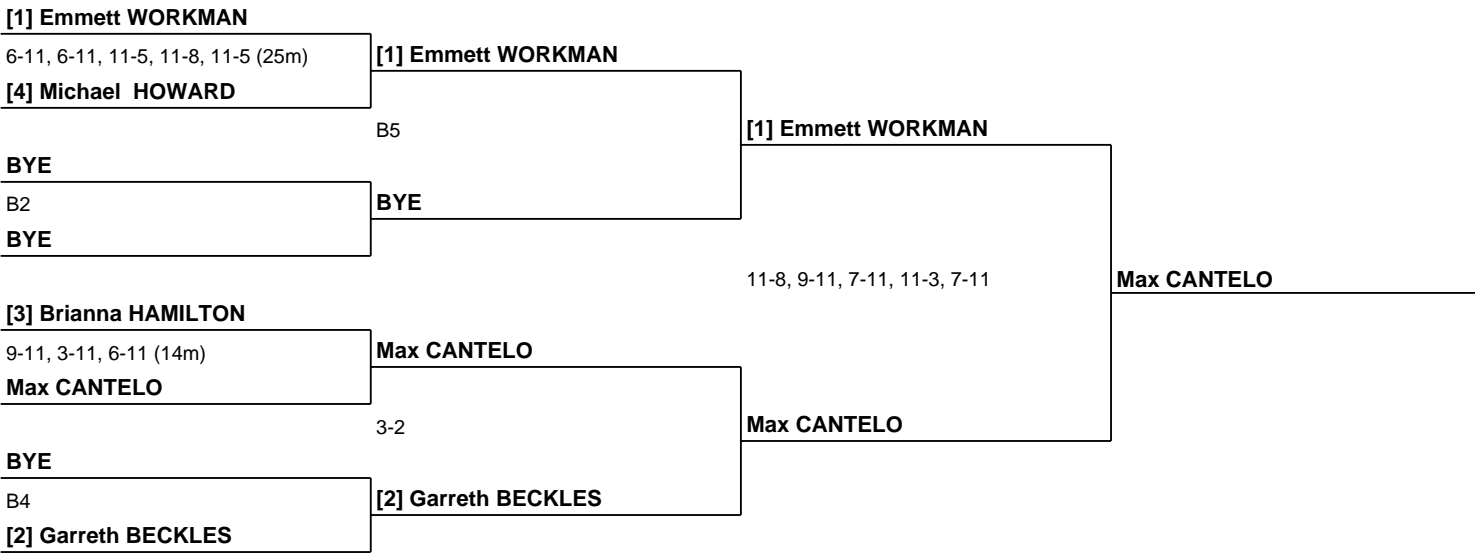 [1] Emmett WORKMAN
6-11, 6-11, 11-5, 11-8, 11-5 (25m)
[4] Michael  HOWARD
BYE
B2
BYE
[3] Brianna HAMILTON
9-11, 3-11, 6-11 (14m)
Max CANTELO
BYE
B4
[2] Garreth BECKLES
[1] Emmett WORKMAN
B5
BYE
Max CANTELO
3-2
[2] Garreth BECKLES
[1] Emmett WORKMAN
11-8, 9-11, 7-11, 11-3, 7-11
Max CANTELO
Max CANTELO